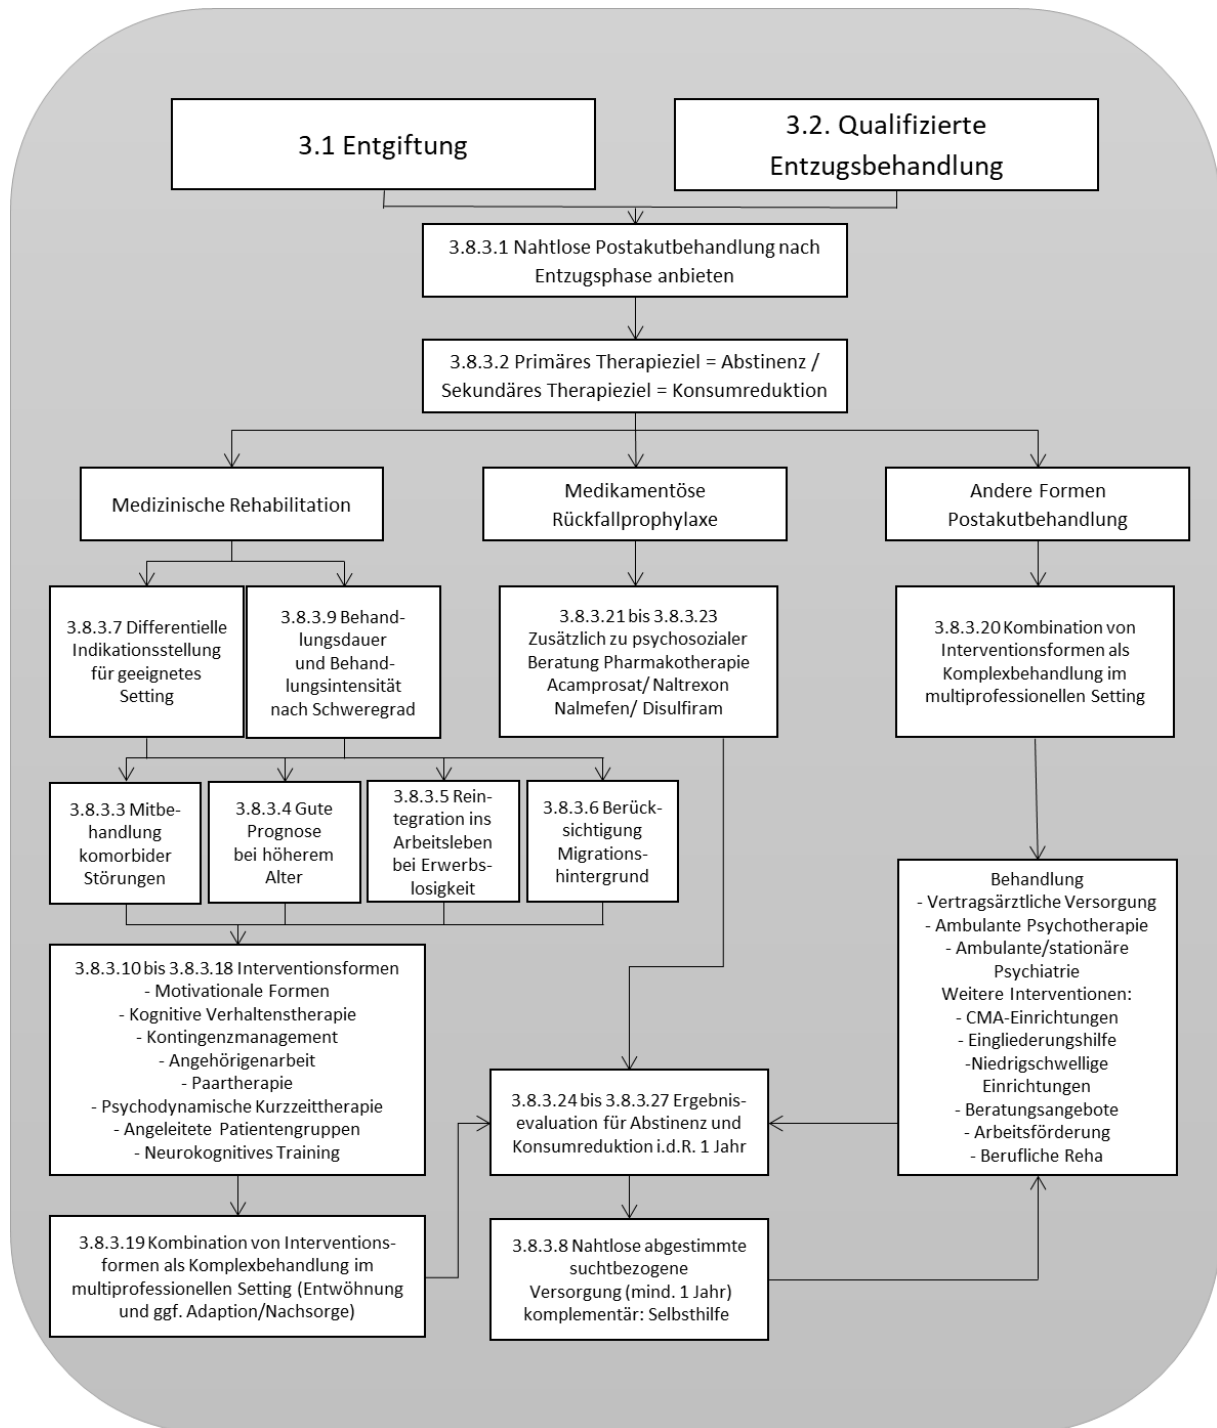 3.1 Entgiftung
3.2. Qualifizierte
Entzugsbehandlung
3.8.3.1 Nahtlose Postakutbehandlung nach
Entzugsphase anbieten
3.8.3.2 Primäres Therapieziel = Abstinenz /
Sekundäres Therapieziel = Konsumreduktion
Medizinische Rehabilitation
Medikamentöse
Rückfallprophylaxe
Andere Formen
Postakutbehandlung
3.8.3.7 Differentielle
Indikationsstellung
für geeignetes
Setting
3.8.3.9 Behand-
lungsdauer
und Behand-
lungsintensität
nach Schweregrad
3.8.3.21 bis 3.8.3.23
Zusätzlich zu psychosozialer
Beratung Pharmakotherapie
Acamprosat/ Naltrexon
Nalmefen/ Disulfiram
3.8.3.20 Kombination von
Interventionsformen als
Komplexbehandlung im
multiprofessionellen Setting
3.8.3.3 Mitbe-
handlung
komorbider
Störungen
3.8.3.4 Gute
Prognose
bei höherem
Alter
3.8.3.5 Rein-
tegration ins
Arbeitsleben
bei Erwerbs-
losigkeit
3.8.3.6 Berück-
sichtigung
Migrations-
hintergrund
Behandlung
- Vertragsärztliche Versorgung
- Ambulante Psychotherapie
- Ambulante/stationäre
Psychiatrie
Weitere Interventionen:
- CMA-Einrichtungen
- Eingliederungshilfe
-Niedrigschwellige
Einrichtungen
- Beratungsangebote
- Arbeitsförderung
- Berufliche Reha
3.8.3.10 bis 3.8.3.18 Interventionsformen
- Motivationale Formen
- Kognitive Verhaltenstherapie
- Kontingenzmanagement
- Angehörigenarbeit
- Paartherapie
- Psychodynamische Kurzzeittherapie
- Angeleitete Patientengruppen
- Neurokognitives Training
3.8.3.24 bis 3.8.3.27 Ergebnis-
evaluation für Abstinenz und
Konsumreduktion i.d.R. 1 Jahr
3.8.3.19 Kombination von Interventions-
formen als Komplexbehandlung im
multiprofessionellen Setting (Entwöhnung
und ggf. Adaption/Nachsorge)
3.8.3.8 Nahtlose abgestimmte
suchtbezogene
Versorgung (mind. 1 Jahr)
komplementär: Selbsthilfe